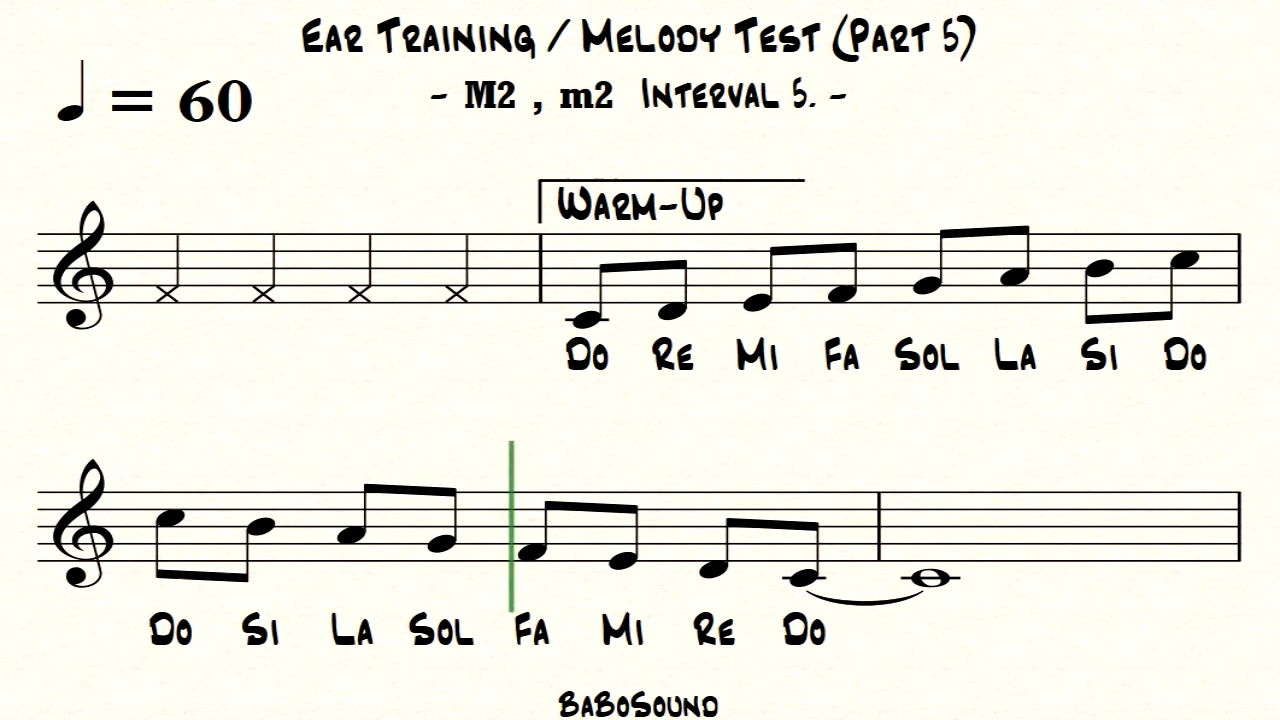 Ear Training / Melody Test (Part 5)
= 60
- M2 , m2 Interval 5. -
Warm-Up
Do Re Mi Fa Sol La Si Do
Do Si La Sol Fa Mi Re Do
BaBoSound